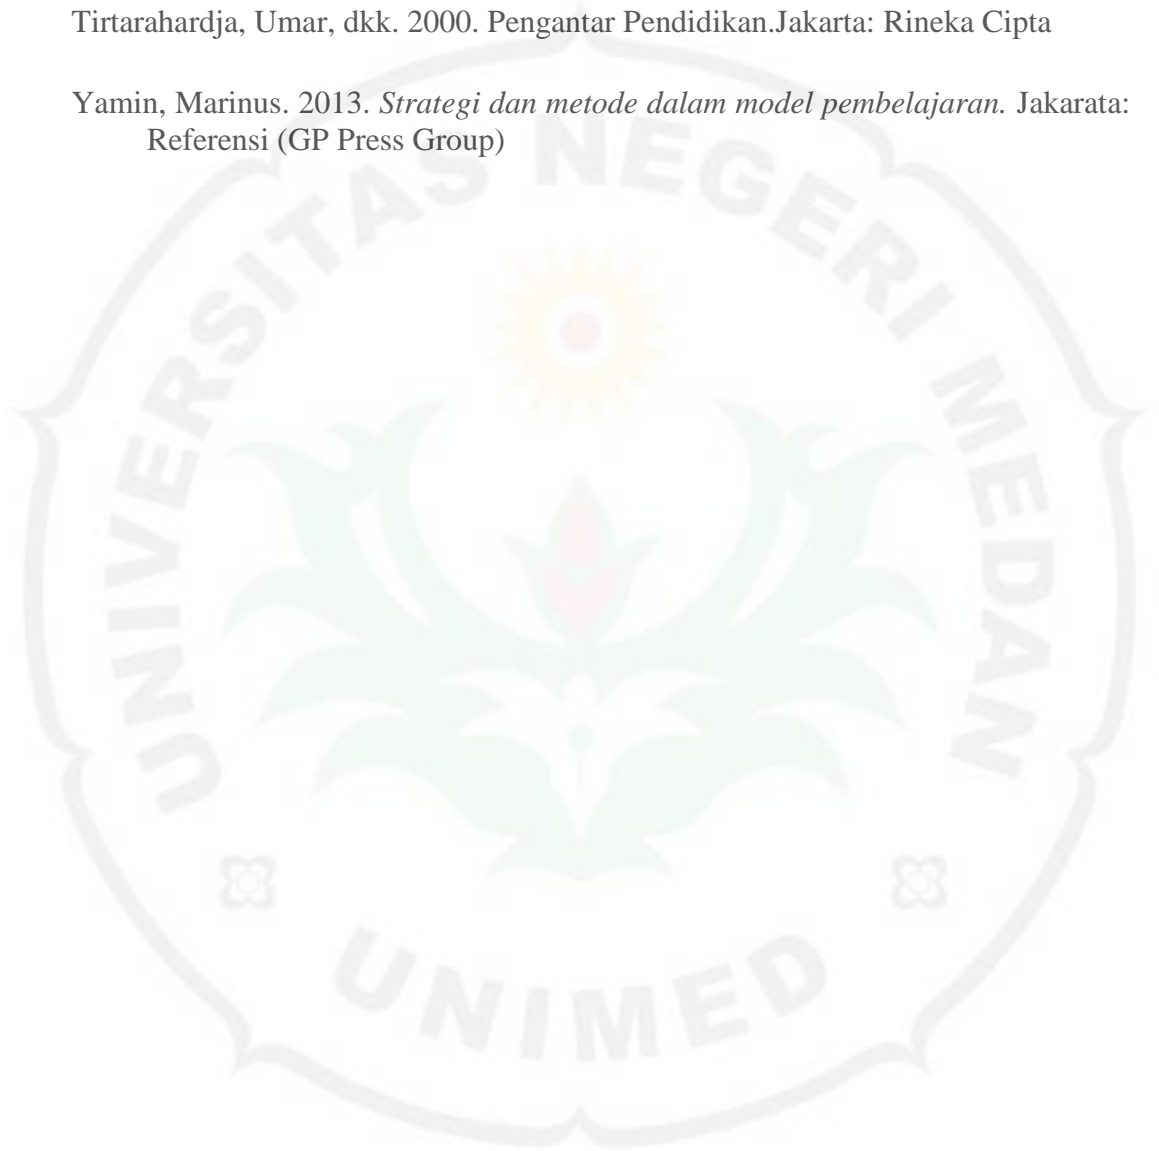 Tirtarahardja, Umar, dkk. 2000. Pengantar Pendidikan.Jakarta: Rineka Cipta
Yamin, Marinus. 2013. Strategi dan metode dalam model pembelajaran. Jakarata:
Referensi (GP Press Group)
UNIVERSITAS NEGERI MEDAN
UNIMED